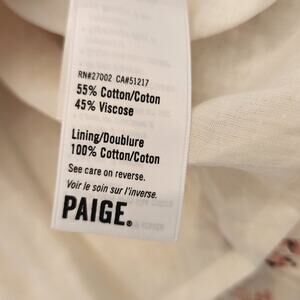 RN#27002 CA#51217
55% Cotton/Coton
45% Viscose
Lining/Doublure
100% Cotton/Coton
See care on reverse.
Voir le soin sur l'inverse.
PAIGE®